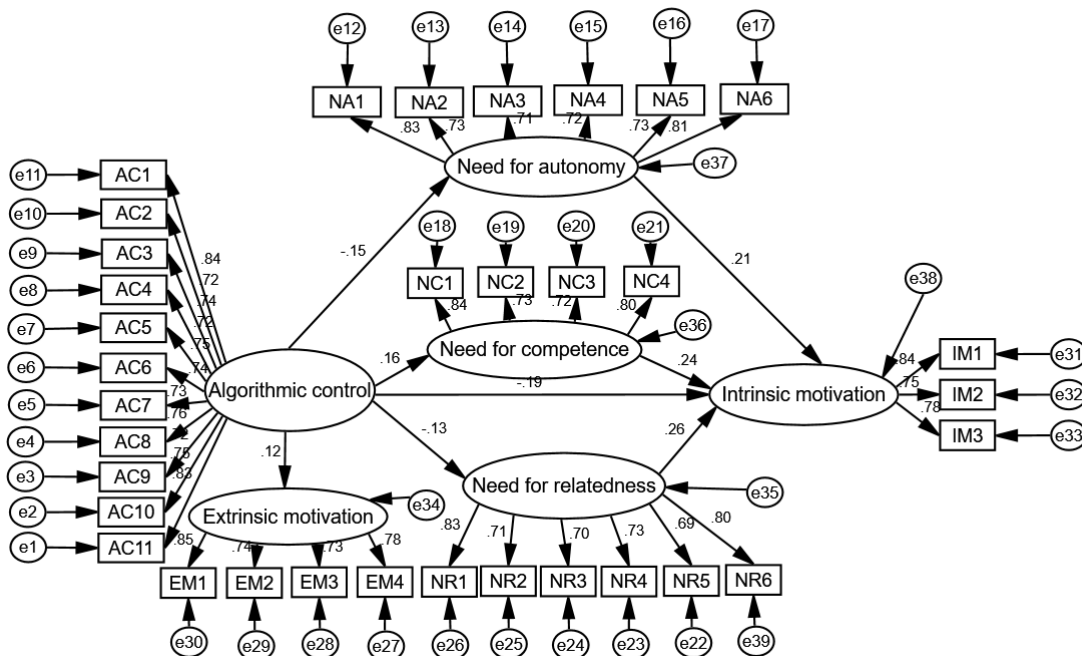 e12 e13 e14 e15 e16 e17
NA1 NA2 NA3 NA4 NA5 NA6
.83 .73 .71 .72 .73 .81
Need for autonomy
e37
e11 AC1
e10 AC2
e9 AC3
e8 AC4
e7 AC5
e6 AC6
e5 AC7
e4 AC8
e3 AC9
e2 AC10
e1 AC11
.84
.72
.74
.72
.75
.74
.73
.76
.72
.75
.83
Algorithmic control
-.15
.16
-.19
-.13
.12
e18 e19 e20 e21
NC1 NC2 NC3 NC4
.84 .73 .72 .80
Need for competence
e36
.21
.24
.26
e38
Intrinsic motivation
.84 IM1 e31
.75 IM2 e32
.78 IM3 e33
Need for relatedness
e35
.83 .71 .70 .73 .69 .80
NR1 NR2 NR3 NR4 NR5 NR6
e26 e25 e24 e23 e22 e39
Extrinsic motivation
e34
.85 .74 .73 .78
EM1 EM2 EM3 EM4
e30 e29 e28 e27